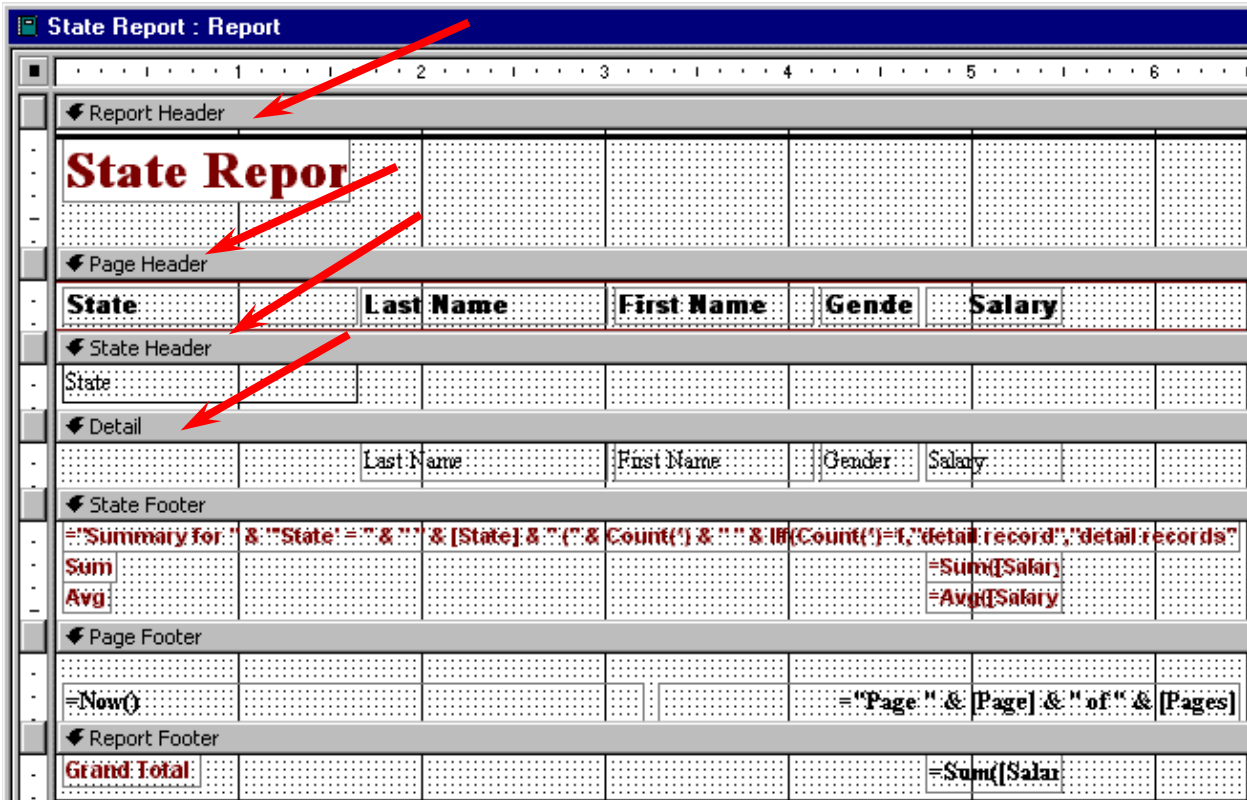 State Report : Report
1 2 3 4 5 6
Report Header
State Repor
Page Header
State Last Name First Name Gende Salary
State Header
State
Detail
Last Name First Name Gender Salary
State Footer
="Summary for " & "'State' = " & " " & [State] & " (" & Count(*) & " " & IIf(Count(*)=1,"detail record","detail records"
Sum =Sum([Salary
Avg =Avg([Salary
Page Footer
=Now() ="Page " & [Page] & " of " & [Pages]
Report Footer
Grand Total =Sum([Salar